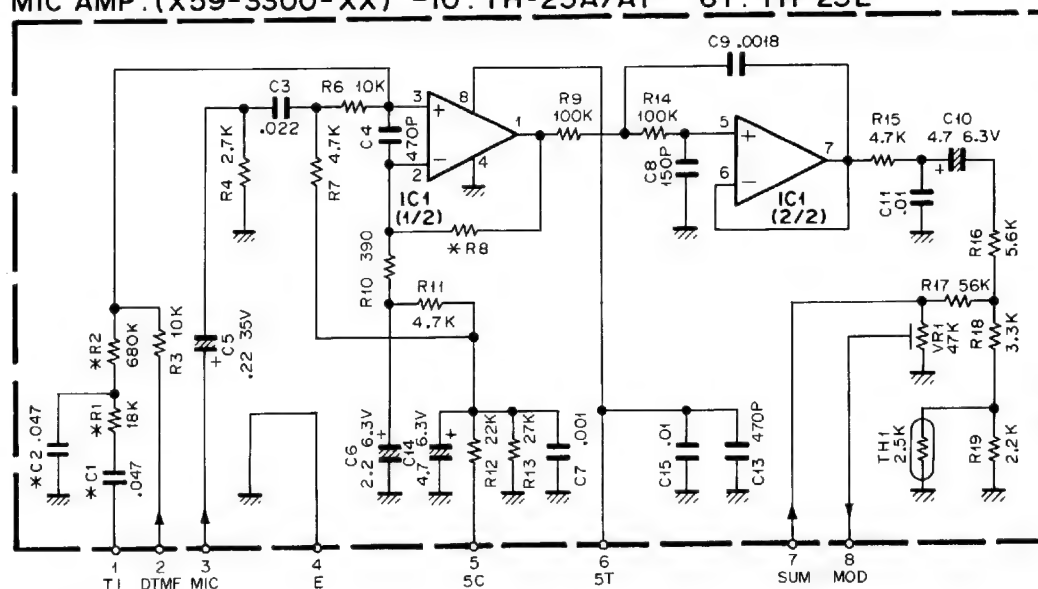 MIC AMP.(X59-3300-XX) -10: TH-25A/AT 61: TH-25E
C9 .0018
C3
.022
R6 10K
C4
470P
R4 2.7K
R7 4.7K
3
+
8
1
−
2
4
IC1
(1/2)
R9
100K
R14
100K
C8
150P
5
+
6
−
7
IC1
(2/2)
R15
4.7K
C10
4.7 6.3V
+
C11
.01
*R8
R10 390
R11
4.7K
R16
5.6K
R17 56K
VR1
47K
R18
3.3K
*R2
680K
R3 10K
+
C5
.22 35V
*R1
18K
*C2 .047
*C1
.047
C6
2.2 6.3V
+
C14
4.7 6.3V
+
R12 22K
R13 27K
C7 .001
C15 .01
C13 470P
TH1
2.5K
R19
2.2K
1 2 3 4 5 6 7 8
TI DTMF MIC E 5C 5T SUM MOD